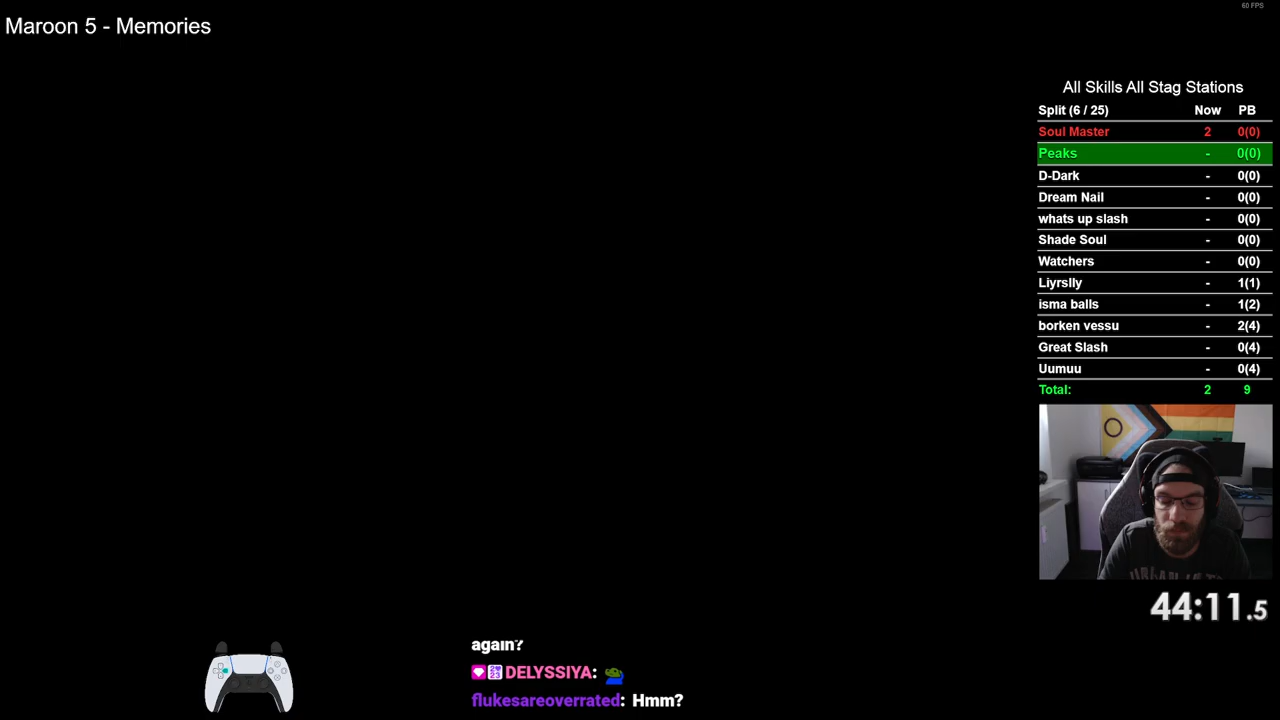 60 FPS
Maroon 5 - Memories
All Skills All Stag Stations
Split (6 / 25) Now PB
Soul Master 2 0(0)
Peaks - 0(0)
D-Dark - 0(0)
Dream Nail - 0(0)
whats up slash - 0(0)
Shade Soul - 0(0)
Watchers - 0(0)
Liyrslly - 1(1)
isma balls - 1(2)
borken vessu - 2(4)
Great Slash - 0(4)
Uumuu - 0(4)
Total: 2 9
44:11.5
again?
DELYSSIYA:
flukesareoverrated: Hmm?